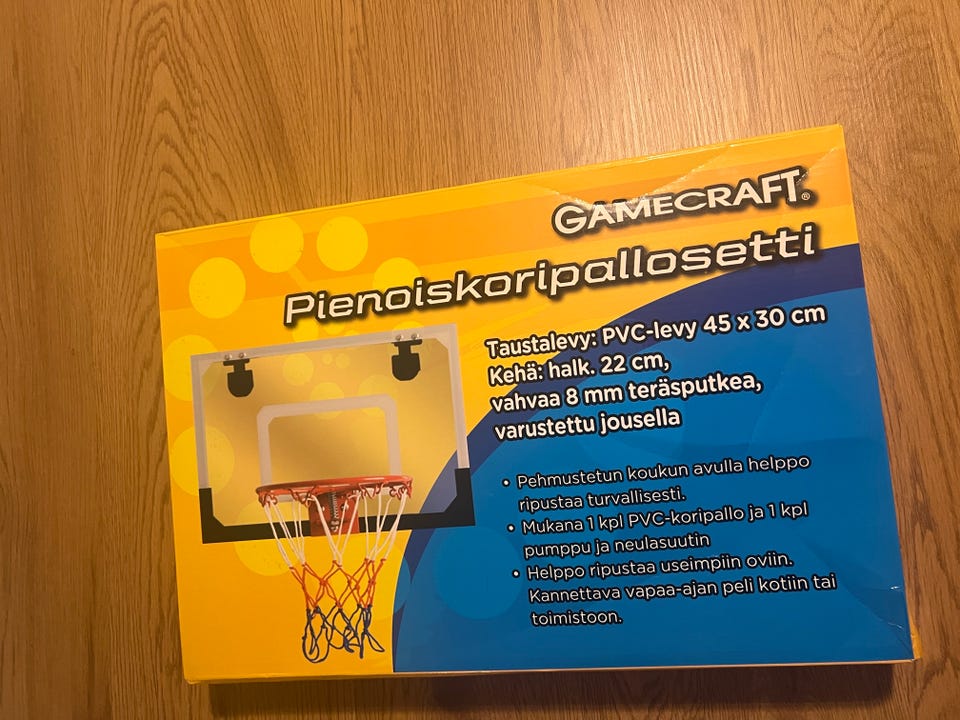 GAMECRAFT®
Pienoiskoripallosetti
Taustalevy: PVC-levy 45 x 30 cm
Kehä: halk. 22 cm,
vahvaa 8 mm teräsputkea,
varustettu jousella
• Pehmustetun koukun avulla helppo
ripustaa turvallisesti.
• Mukana 1 kpl PVC-koripallo ja 1 kpl
pumppu ja neulasuutin
• Helppo ripustaa useimpiin oviin.
Kannettava vapaa-ajan peli kotiin tai
toimistoon.